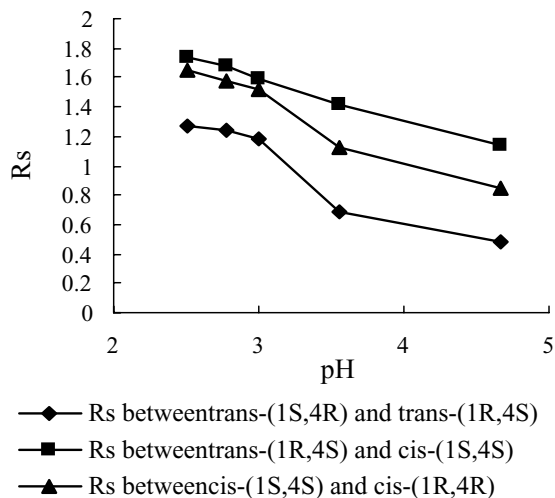 2
1.8
1.6
1.4
1.2
1
0.8
0.6
0.4
0.2
0
Rs
2 3 4 5
pH
Rs betweentrans-(1S,4R) and trans-(1R,4S)
Rs betweentrans-(1R,4S) and cis-(1S,4S)
Rs betweencis-(1S,4S) and cis-(1R,4R)